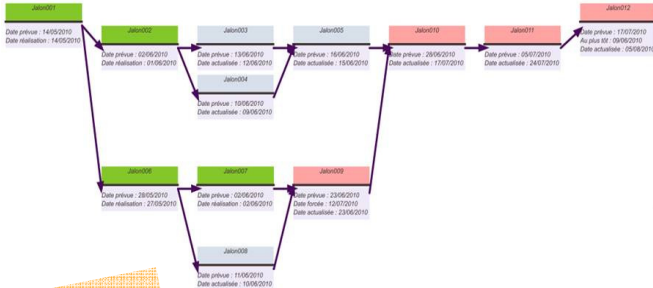 Jalon001
Date prévue : 14/05/2010
Date réalisation : 14/05/2010
Jalon002
Date prévue : 02/06/2010
Date réalisation : 01/06/2010
Jalon003
Date prévue : 13/06/2010
Date actualisée : 12/06/2010
Jalon005
Date prévue : 16/06/2010
Date actualisée : 15/06/2010
Jalon010
Date prévue : 28/06/2010
Date actualisée : 17/07/2010
Jalon011
Date prévue : 05/07/2010
Date actualisée : 24/07/2010
Jalon012
Date prévue : 17/07/2010
Au plus tôt : 09/06/2010
Date actualisée : 05/08/2010
Jalon004
Date prévue : 10/06/2010
Date actualisée : 09/06/2010
Jalon006
Date prévue : 28/05/2010
Date réalisation : 27/05/2010
Jalon007
Date prévue : 02/06/2010
Date réalisation : 02/06/2010
Jalon009
Date prévue : 23/06/2010
Date forcée : 12/07/2010
Date actualisée : 23/06/2010
Jalon008
Date prévue : 11/06/2010
Date actualisée : 10/06/2010